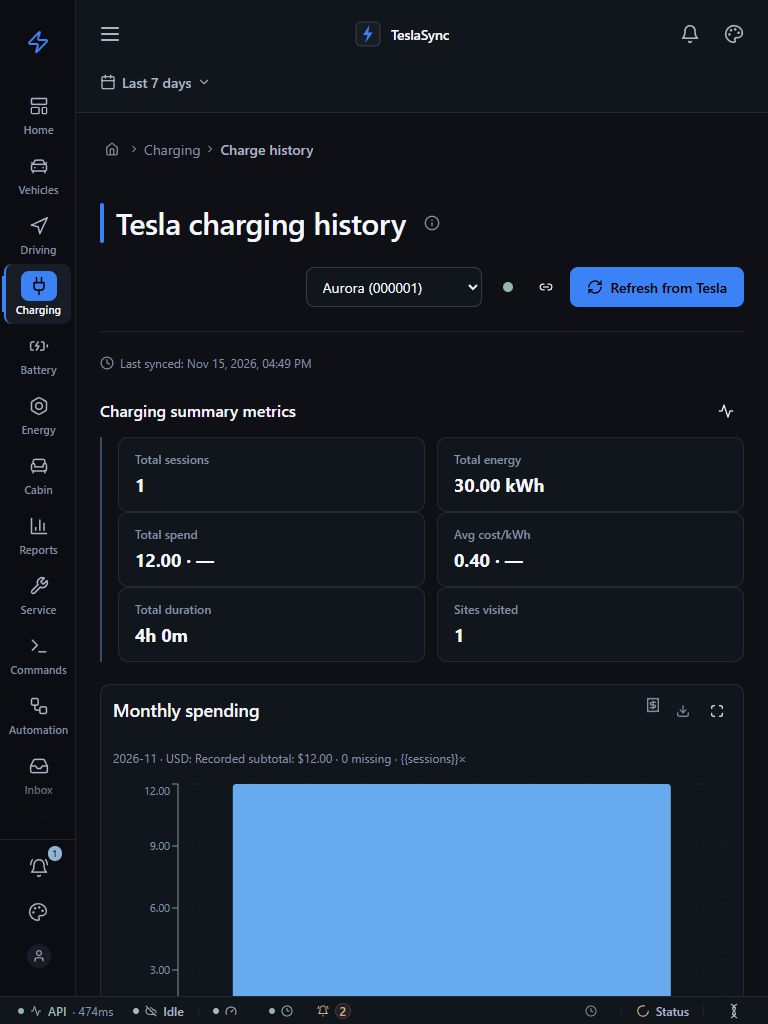 TeslaSync
Last 7 days
Home
Vehicles
Driving
Charging
Battery
Energy
Cabin
Reports
Service
Commands
Automation
Inbox
1
Charging
Charge history
Tesla charging history
Aurora (000001)
Refresh from Tesla
Last synced: Nov 15, 2026, 04:49 PM
Charging summary metrics
Total sessions
1
Total energy
30.00 kWh
Total spend
12.00 · —
Avg cost/kWh
0.40 · —
Total duration
4h 0m
Sites visited
1
Monthly spending
2026-11 · USD: Recorded subtotal: $12.00 · 0 missing · {{sessions}}×
12.00
9.00
6.00
3.00
API · 474ms
Idle
2
Status